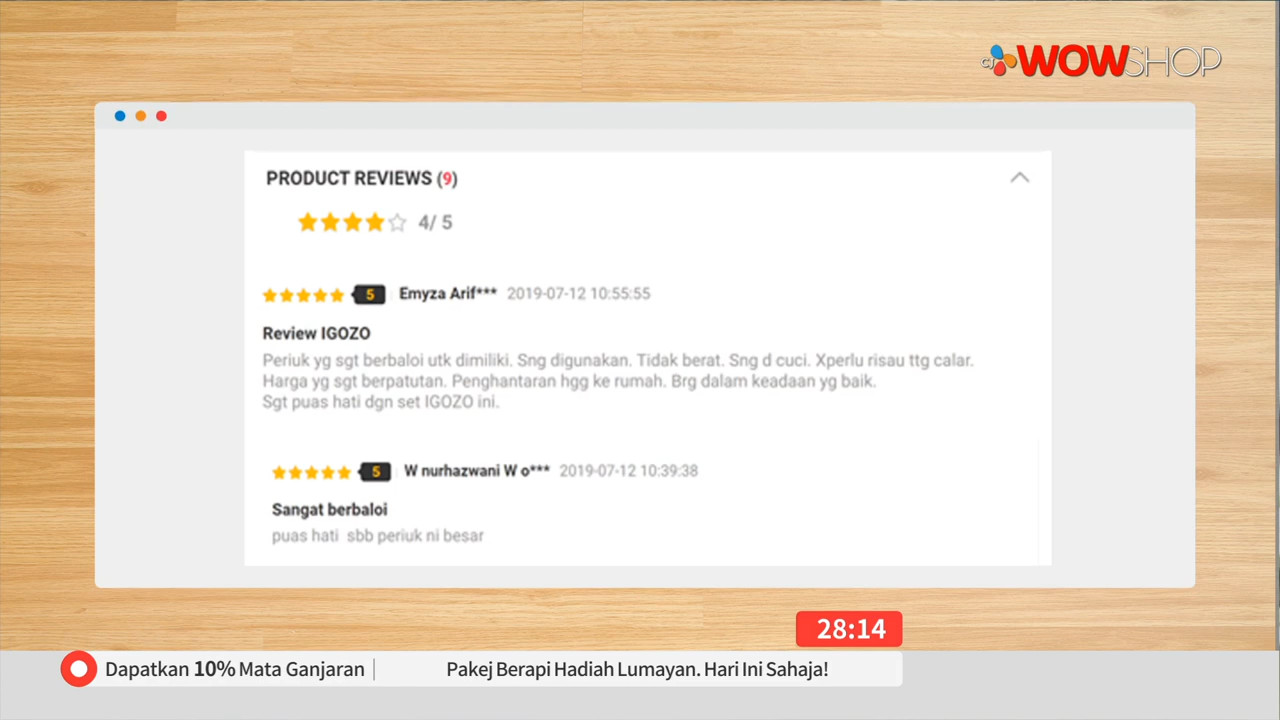 CJ WOWSHOP
PRODUCT REVIEWS (9)
4/ 5
5 Emyza Arif*** 2019-07-12 10:55:55
Review IGOZO
Periuk yg sgt berbaloi utk dimiliki. Sng digunakan. Tidak berat. Sng d cuci. Xperlu risau ttg calar.
Harga yg sgt berpatutan. Penghantaran hgg ke rumah. Brg dalam keadaan yg baik.
Sgt puas hati dgn set IGOZO ini.
5 W nurhazwani W o*** 2019-07-12 10:39:38
Sangat berbaloi
puas hati sbb periuk ni besar
28:14
Dapatkan 10% Mata Ganjaran | Pakej Berapi Hadiah Lumayan. Hari Ini Sahaja!